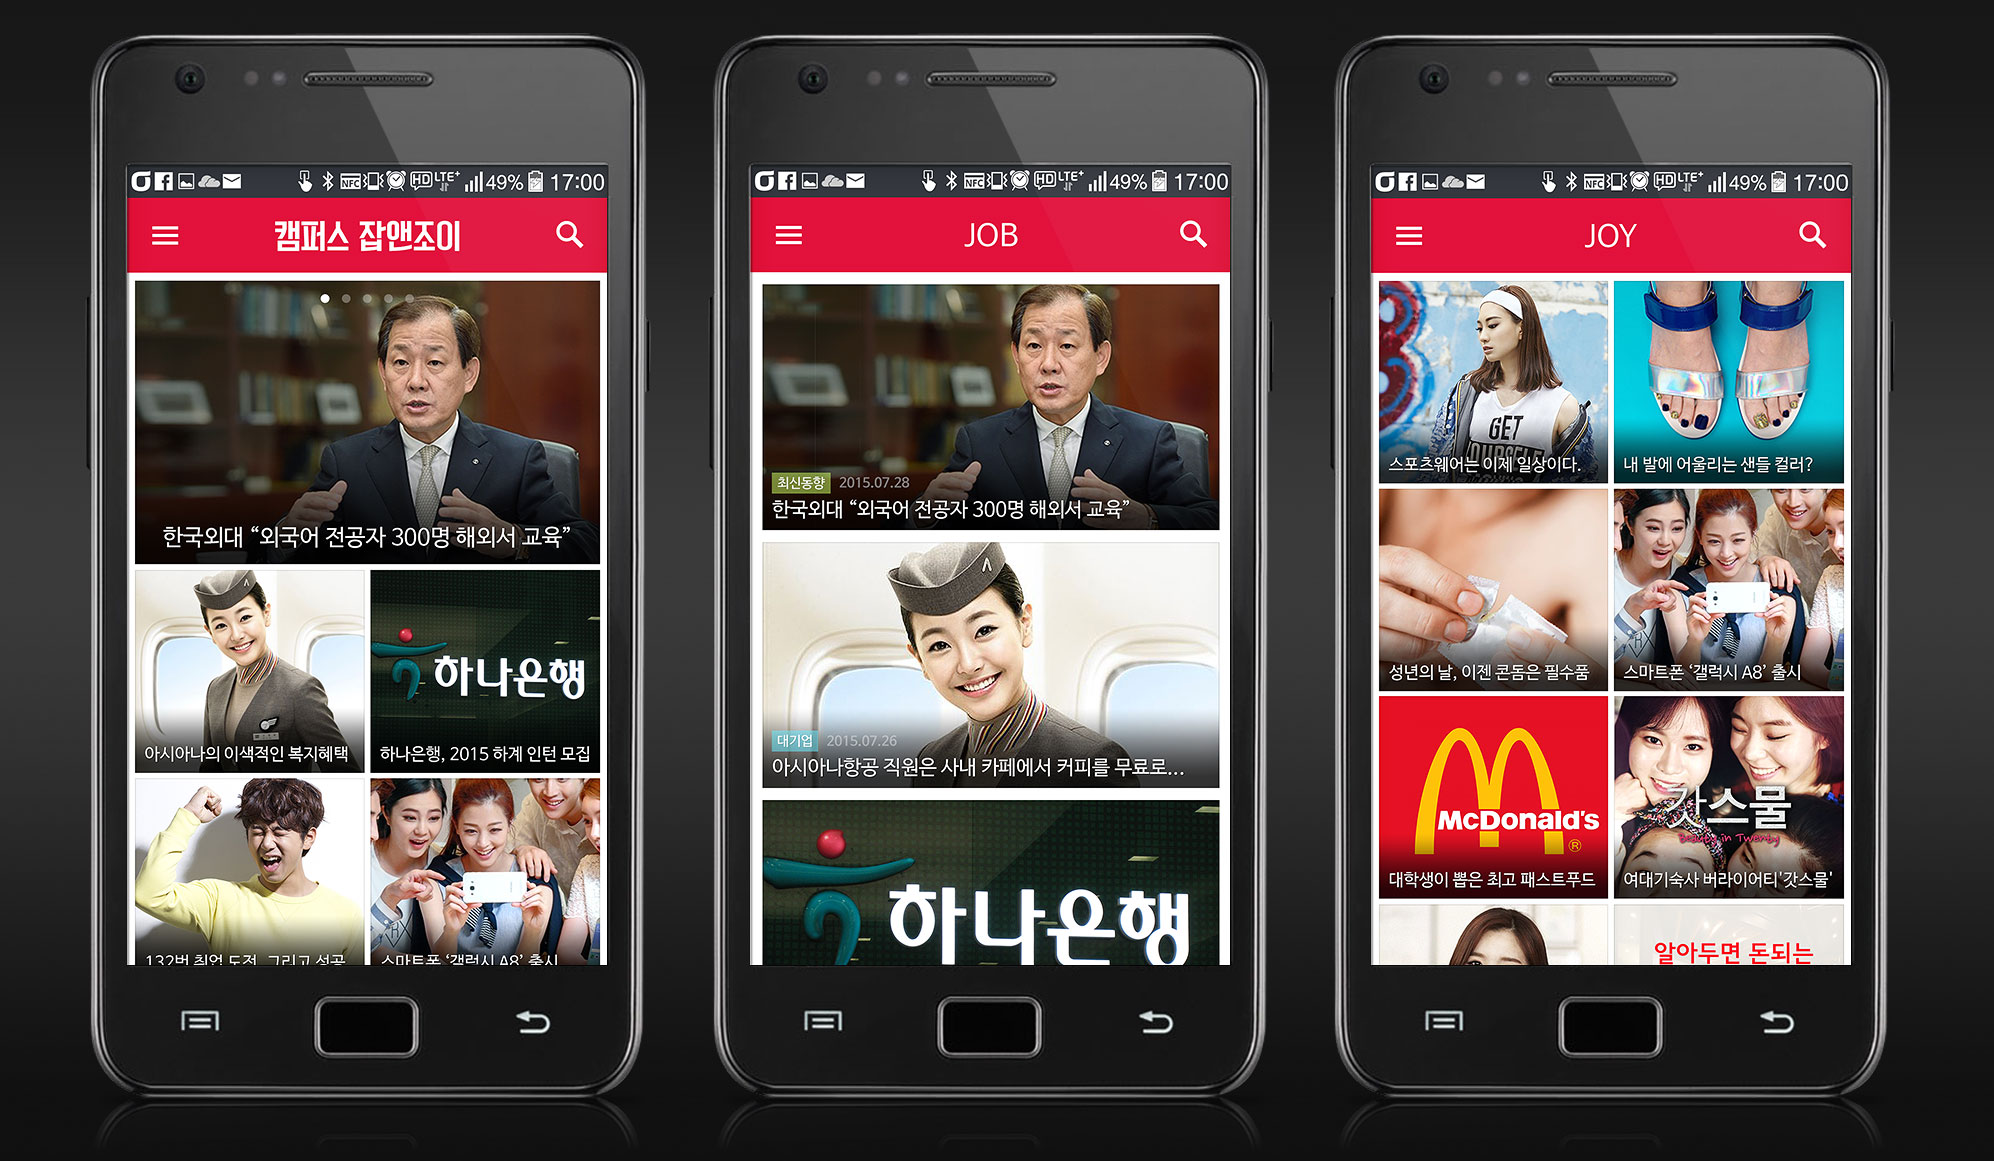 49% 17:00
캠퍼스 잡앤조이
한국외대 “외국어 전공자 300명 해외서 교육”
하나은행
아시아나의 이색적인 복지혜택
하나은행, 2015 하계 인턴 모집
132번 취업 도전, 그리고 성공
스마트폰 ‘갤럭시 A8’ 출시
NFC HD LTE+ 49% 17:00
JOB
최신동향 2015.07.28
한국외대 “외국어 전공자 300명 해외서 교육”
대기업 2015.07.26
아시아나항공 직원은 사내 카페에서 커피를 무료로...
하나은행
NFC HD LTE+ 49% 17:00
JOY
GET
YOURSELF
스포츠웨어는 이제 일상이다.
내 발에 어울리는 샌들 컬러?
성년의 날, 이젠 콘돔은 필수품
스마트폰 ‘갤럭시 A8’ 출시
McDonald's
대학생이 뽑은 최고 패스트푸드
갓스물
Beauty in Twenty
여대기숙사 버라이어티'갓스물'
알아두면 돈되는